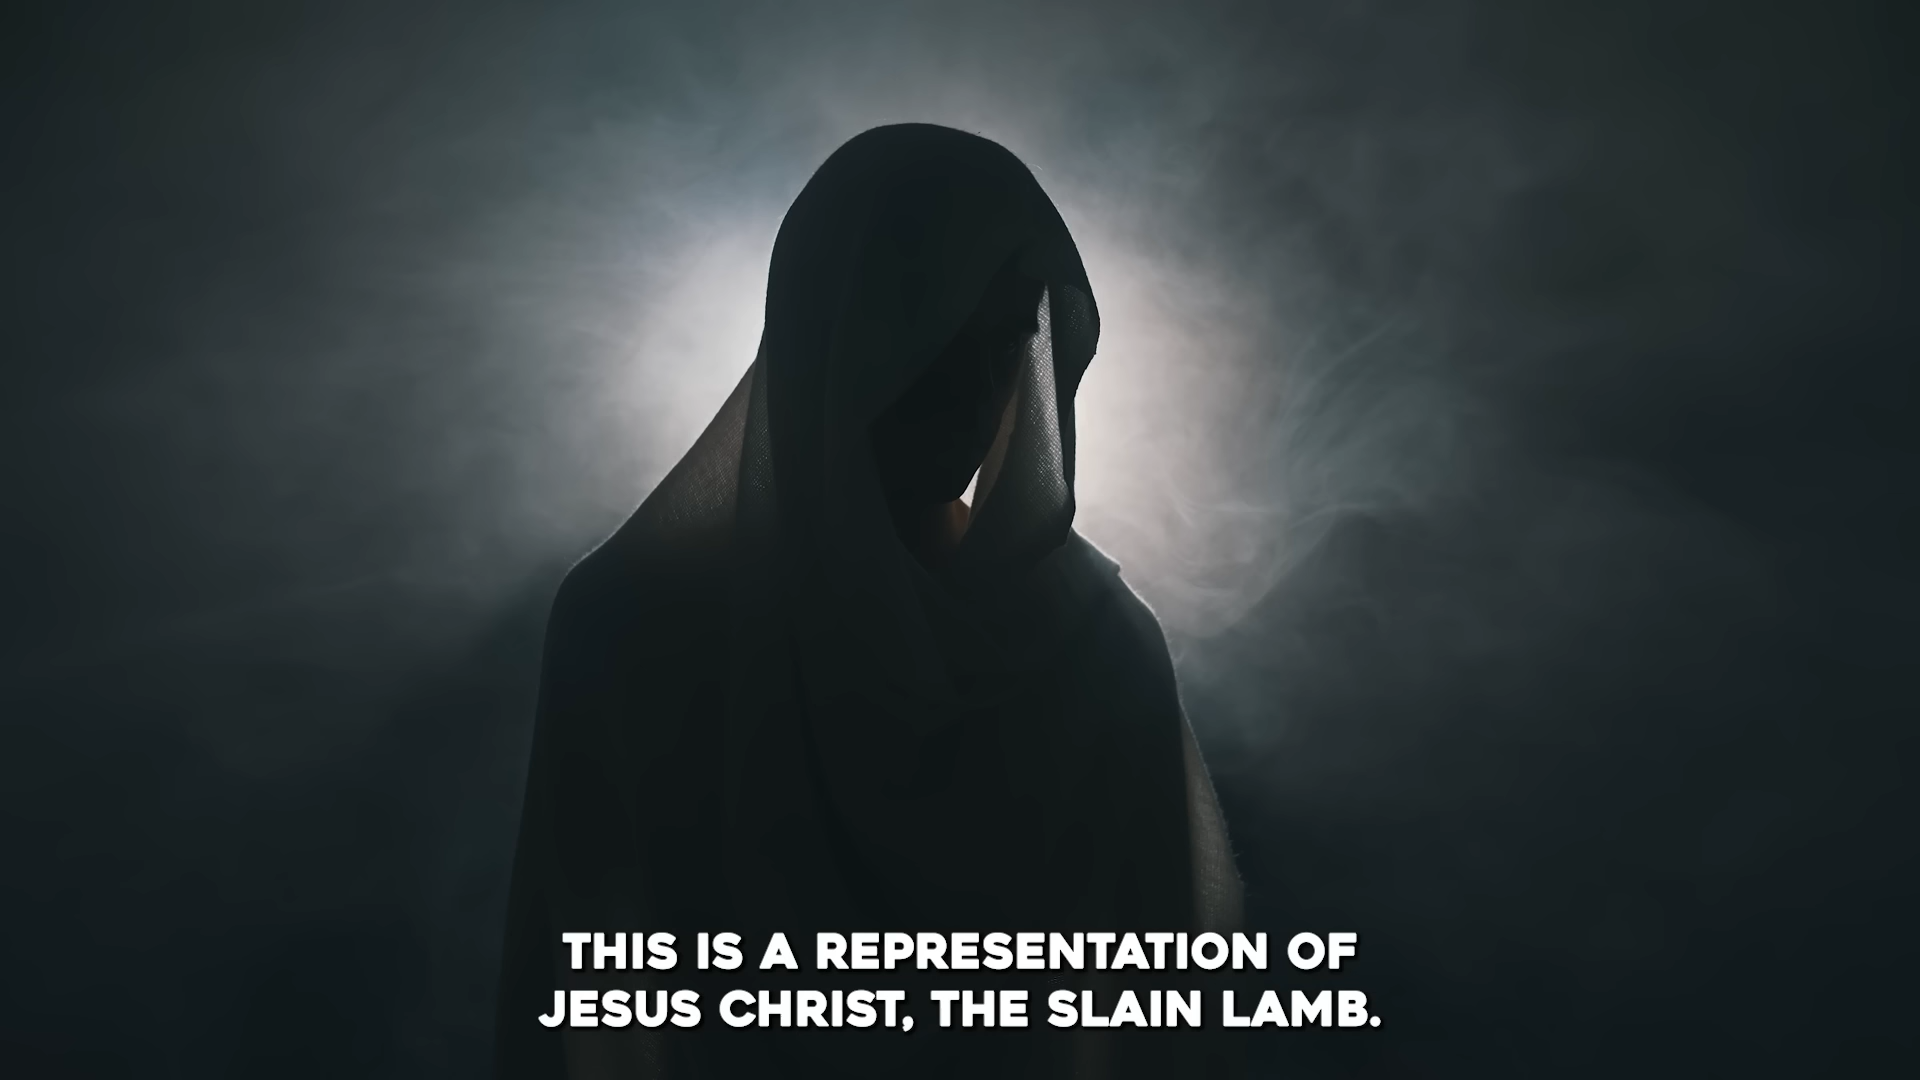 THIS IS A REPRESENTATION OF
JESUS CHRIST, THE SLAIN LAMB.